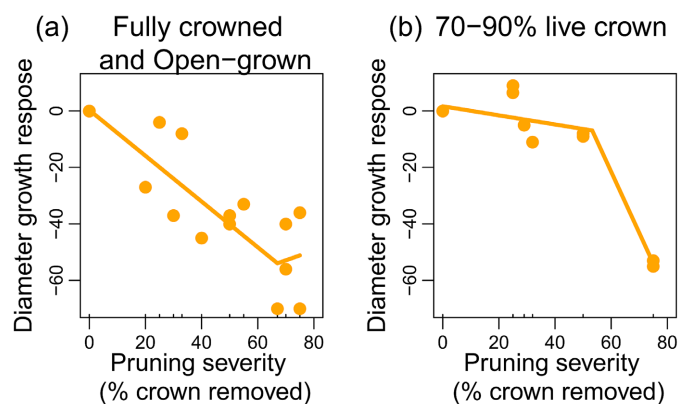 (a) Fully crowned
and Open−grown
Diameter growth respose
0
−20
−40
−60
0 20 40 60 80
Pruning severity
(% crown removed)
(b) 70−90% live crown
Diameter growth respose
0
−20
−40
−60
0 20 40 60 80
Pruning severity
(% crown removed)